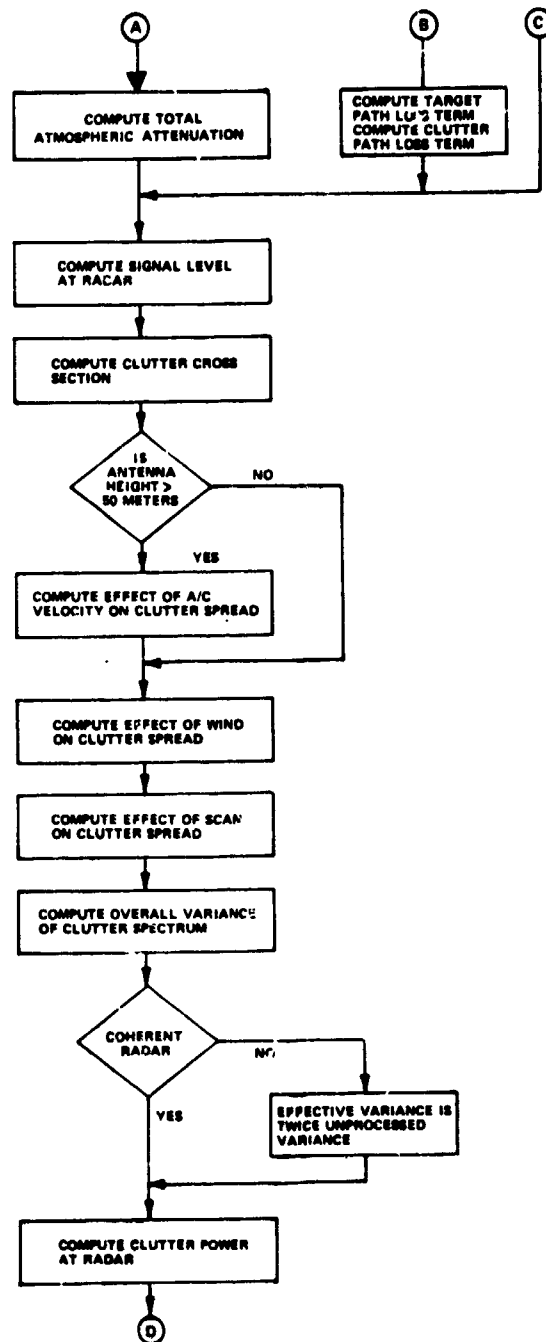 A
B
C
COMPUTE TOTAL
ATMOSPHERIC ATTENUATION
COMPUTE TARGET
PATH LOSS TERM
COMPUTE CLUTTER
PATH LOSS TERM
COMPUTE SIGNAL LEVEL
AT RACAR
COMPUTE CLUTTER CROSS
SECTION
IS
ANTENNA
HEIGHT >
50 METERS
NO
YES
COMPUTE EFFECT OF A/C
VELOCITY ON CLUTTER SPREAD
COMPUTE EFFECT OF WIND
ON CLUTTER SPREAD
COMPUTE EFFECT OF SCAN
ON CLUTTER SPREAD
COMPUTE OVERALL VARIANCE
OF CLUTTER SPECTRUM
COHERENT
RADAR
NO
YES
EFFECTIVE VARIANCE IS
TWICE UNPROCESSED
VARIANCE
COMPUTE CLUTTER POWER
AT RADAR
D